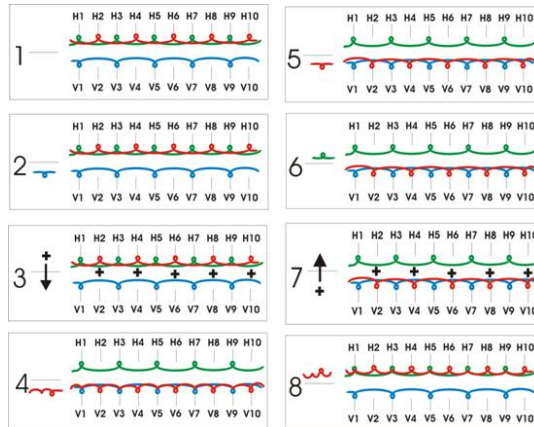 H1 H2 H3 H4 H5 H6 H7 H8 H9 H10
1
V1 V2 V3 V4 V5 V6 V7 V8 V9 V10
H1 H2 H3 H4 H5 H6 H7 H8 H9 H10
2
V1 V2 V3 V4 V5 V6 V7 V8 V9 V10
H1 H2 H3 H4 H5 H6 H7 H8 H9 H10
3 + + + + + +
V1 V2 V3 V4 V5 V6 V7 V8 V9 V10
H1 H2 H3 H4 H5 H6 H7 H8 H9 H10
4
V1 V2 V3 V4 V5 V6 V7 V8 V9 V10
H1 H2 H3 H4 H5 H6 H7 H8 H9 H10
5
V1 V2 V3 V4 V5 V6 V7 V8 V9 V10
H1 H2 H3 H4 H5 H6 H7 H8 H9 H10
6
V1 V2 V3 V4 V5 V6 V7 V8 V9 V10
H1 H2 H3 H4 H5 H6 H7 H8 H9 H10
7 + + + + + +
V1 V2 V3 V4 V5 V6 V7 V8 V9 V10
H1 H2 H3 H4 H5 H6 H7 H8 H9 H10
8
V1 V2 V3 V4 V5 V6 V7 V8 V9 V10